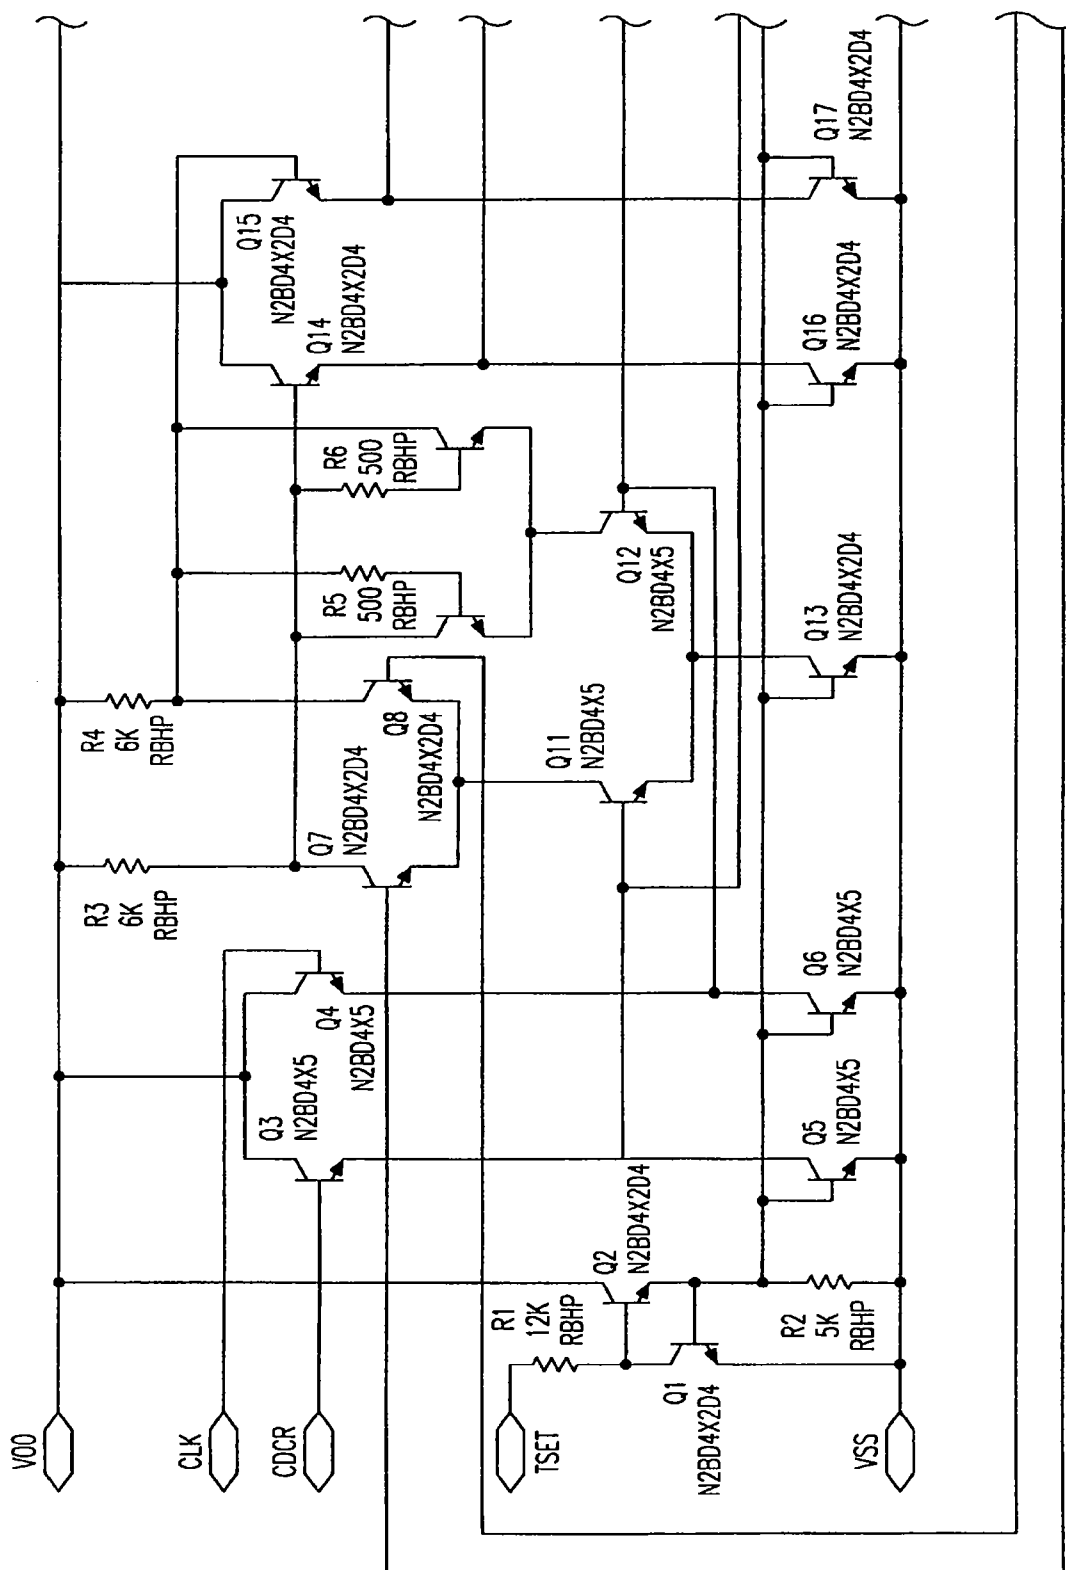 VOO
CLK
CDCR
TSET
VSS
R1
12K
RBHP
Q1
N2BD4X2D4
Q2
N2BD4X2D4
R2
5K
RBHP
Q3
N2BD4X5
Q4
N2BD4X5
Q5
N2BD4X5
Q6
N2BD4X5
R3
6K
RBHP
R4
6K
RBHP
Q7
N2BD4X2D4
Q8
N2BD4X2D4
Q11
N2BD4X5
Q12
N2BD4X5
Q13
N2BD4X2D4
R5
500
RBHP
R6
500
RBHP
Q14
N2BD4X2D4
Q15
N2BD4X2D4
Q16
N2BD4X2D4
Q17
N2BD4X2D4